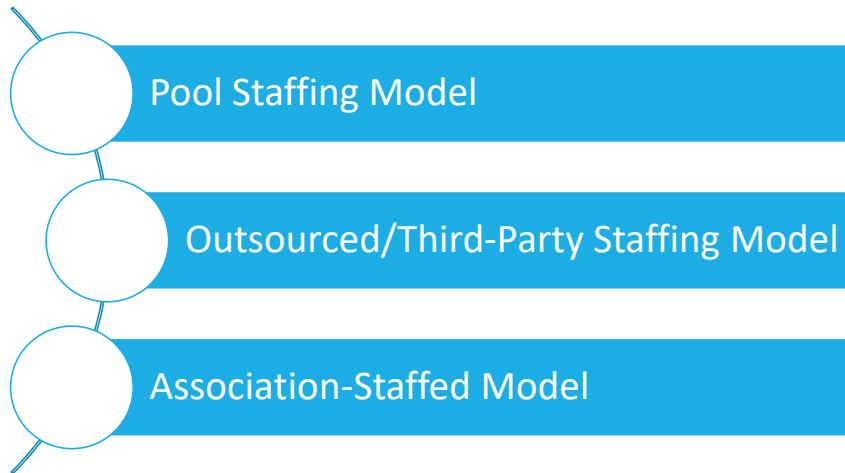 Pool Staffing Model
Outsourced/Third-Party Staffing Model
Association-Staffed Model